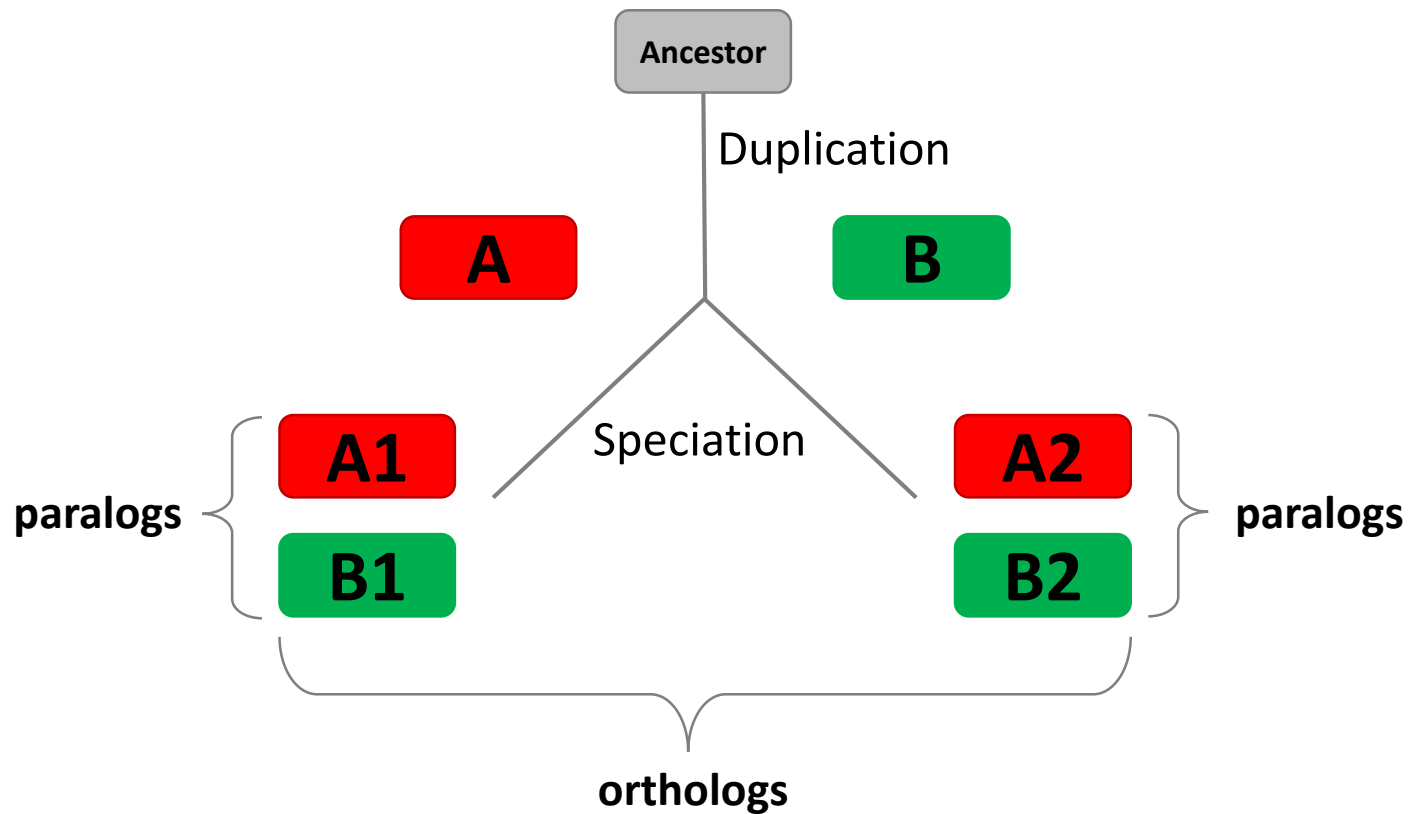 Ancestor
Duplication
A
B
A1
Speciation
A2
paralogs
paralogs
B1
B2
orthologs